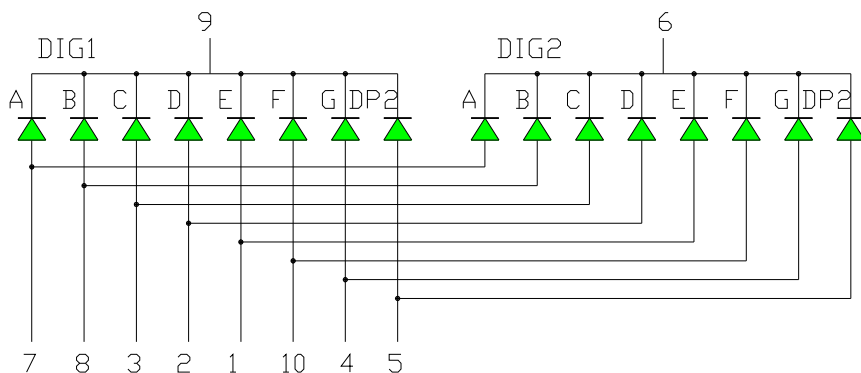 9 6
DIG1 DIG2
A B C D E F G DP2 A B C D E F G DP2
7 8 3 2 1 10 4 5